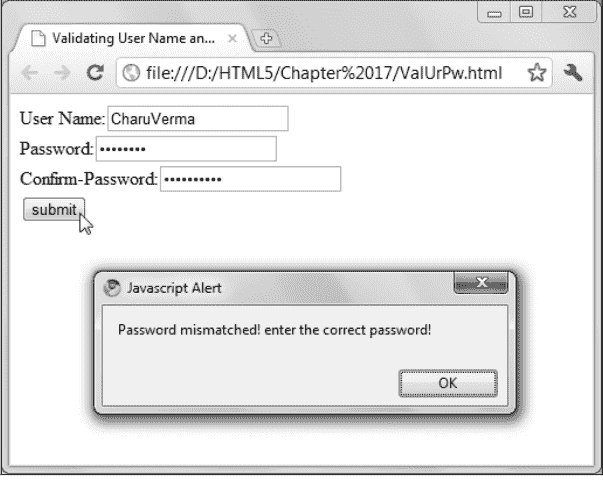 Validating User Name an...
file:///D:/HTML5/Chapter%2017/ValUrPw.html
User Name: CharuVerma
Password: ••••••••
Confirm-Password: ••••••••••
submit
Javascript Alert
Password mismatched! enter the correct password!
OK